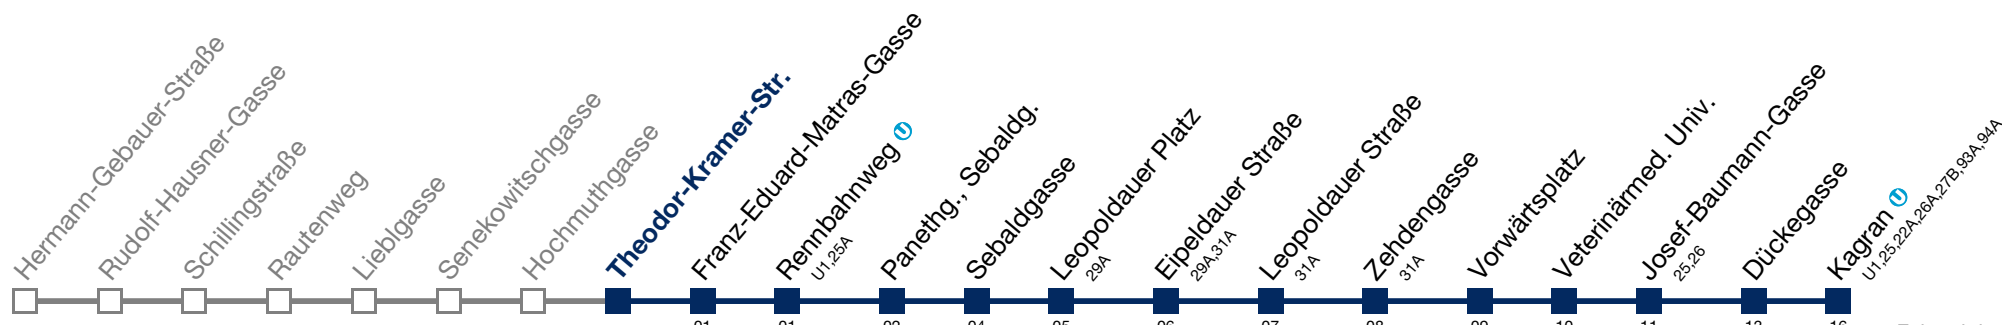 Hermann-Gebauer-Straße
Rudolf-Hausner-Gasse
Schillingstraße
Rautenweg
Lieblgasse
Senekowitschgasse
Hochmuthgasse
Theodor-Kramer-Str.
Franz-Eduard-Matras-Gasse
Rennbahnweg U
U1,25A
Panethg., Sebaldg.
Sebaldgasse
Leopoldauer Platz
29A
Eipeldauer Straße
29A,31A
Leopoldauer Straße
31A
Zehdengasse
31A
Vorwärtsplatz
Veterinärmed. Univ.
Josef-Baumann-Gasse
25,26
Dückegasse
Kagran U
U1,25,22A,26A,27B,93A,94A